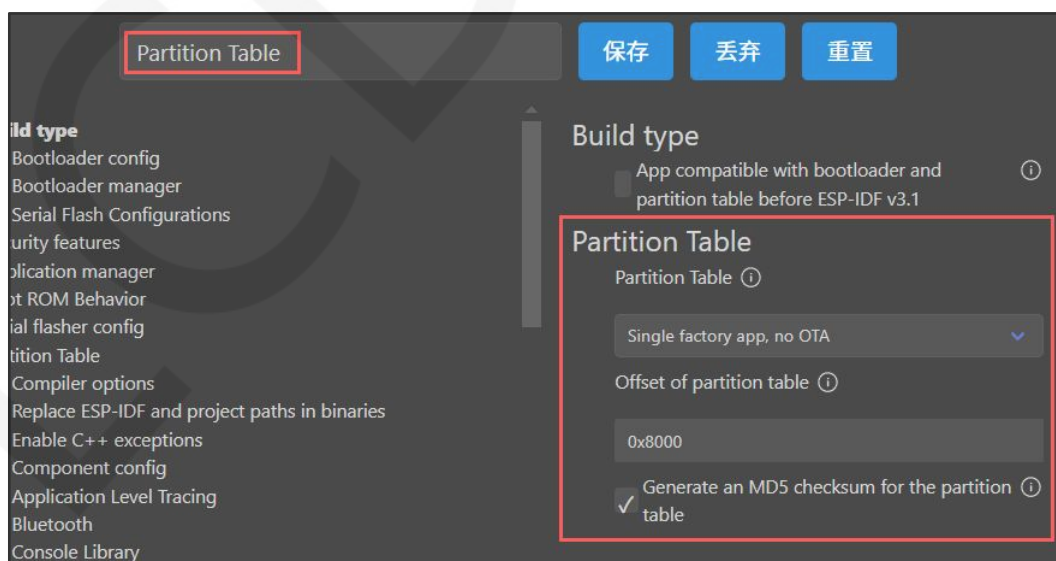 Partition Table
保存
丢弃
重置
ild type
Bootloader config
Bootloader manager
Serial Flash Configurations
urity features
plication manager
ot ROM Behavior
ial flasher config
tition Table
Compiler options
Replace ESP-IDF and project paths in binaries
Enable C++ exceptions
Component config
Application Level Tracing
Bluetooth
Console Library
Build type
App compatible with bootloader and
partition table before ESP-IDF v3.1
Partition Table
Partition Table
Single factory app, no OTA
Offset of partition table
0x8000
Generate an MD5 checksum for the partition
table